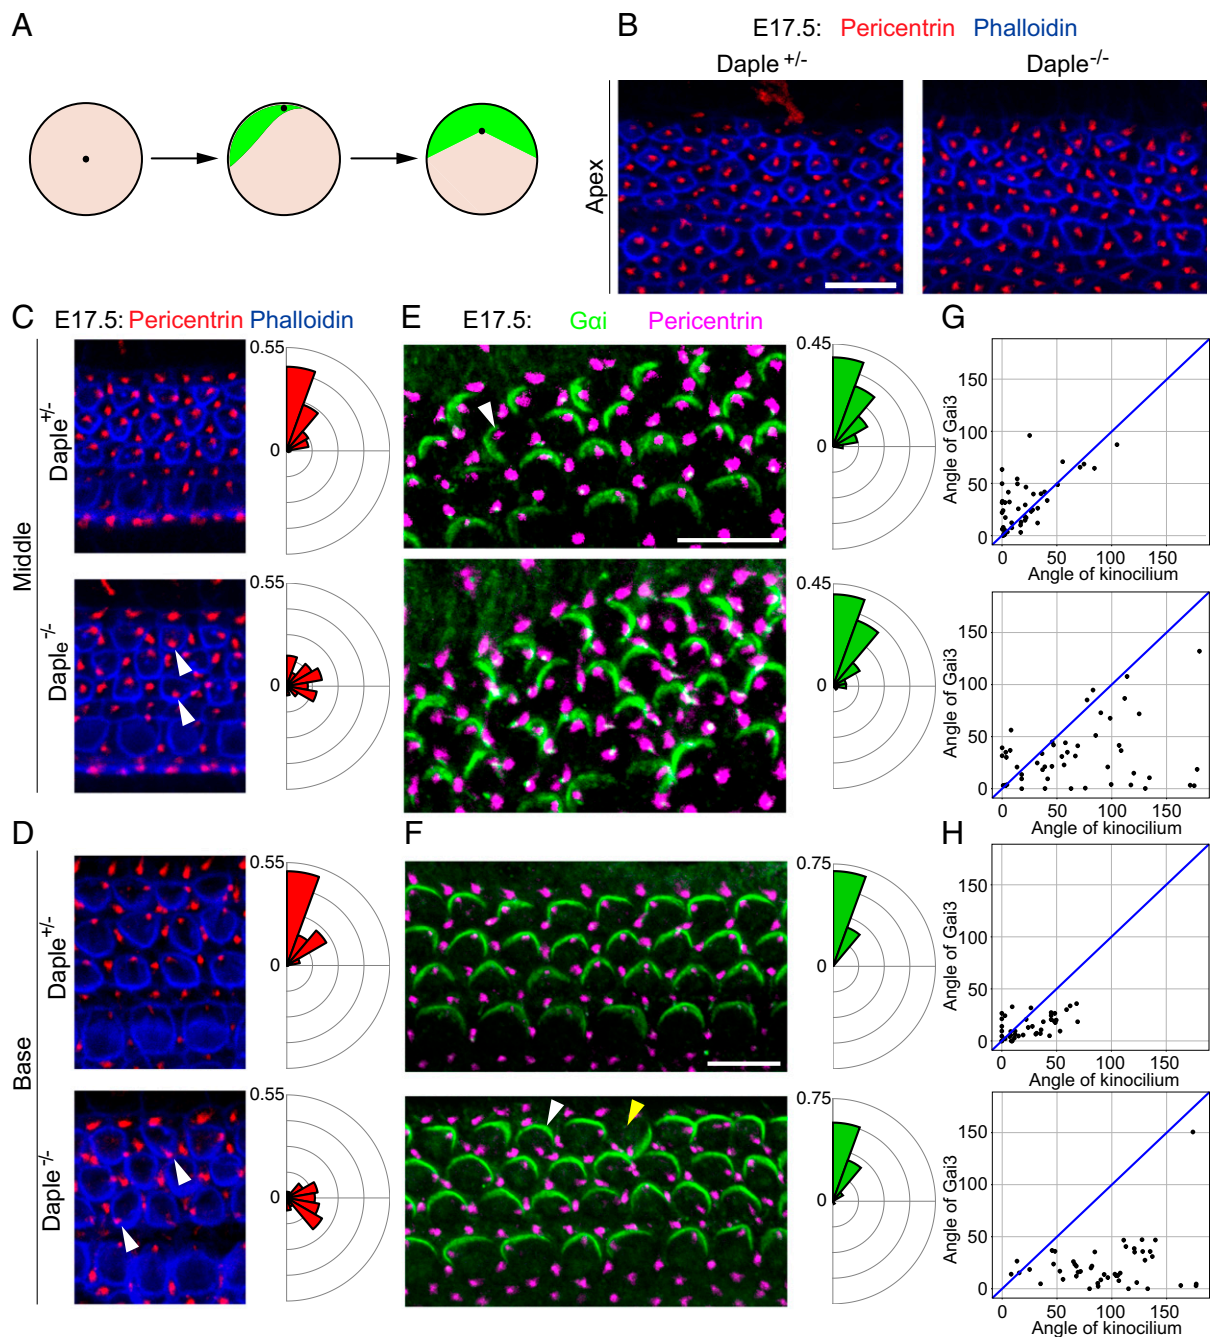 A
B
E17.5: Pericentrin Phalloidin
Daple +/-
Daple -/-
Apex
C
E17.5: Pericentrin Phalloidin
Middle
Daple +/-
0.55
0
Daple -/-
0.55
0
D
Base
Daple +/-
0.55
0
Daple -/-
0.55
0
E
E17.5: Gαi Pericentrin
0.45
0
0.45
0
F
0.75
0
0.75
0
G
Angle of Gai3
150
100
50
0
0 50 100 150
Angle of kinocilium
Angle of Gai3
150
100
50
0
0 50 100 150
Angle of kinocilium
H
Angle of Gai3
150
100
50
0
0 50 100 150
Angle of kinocilium
Angle of Gai3
150
100
50
0
0 50 100 150
Angle of kinocilium